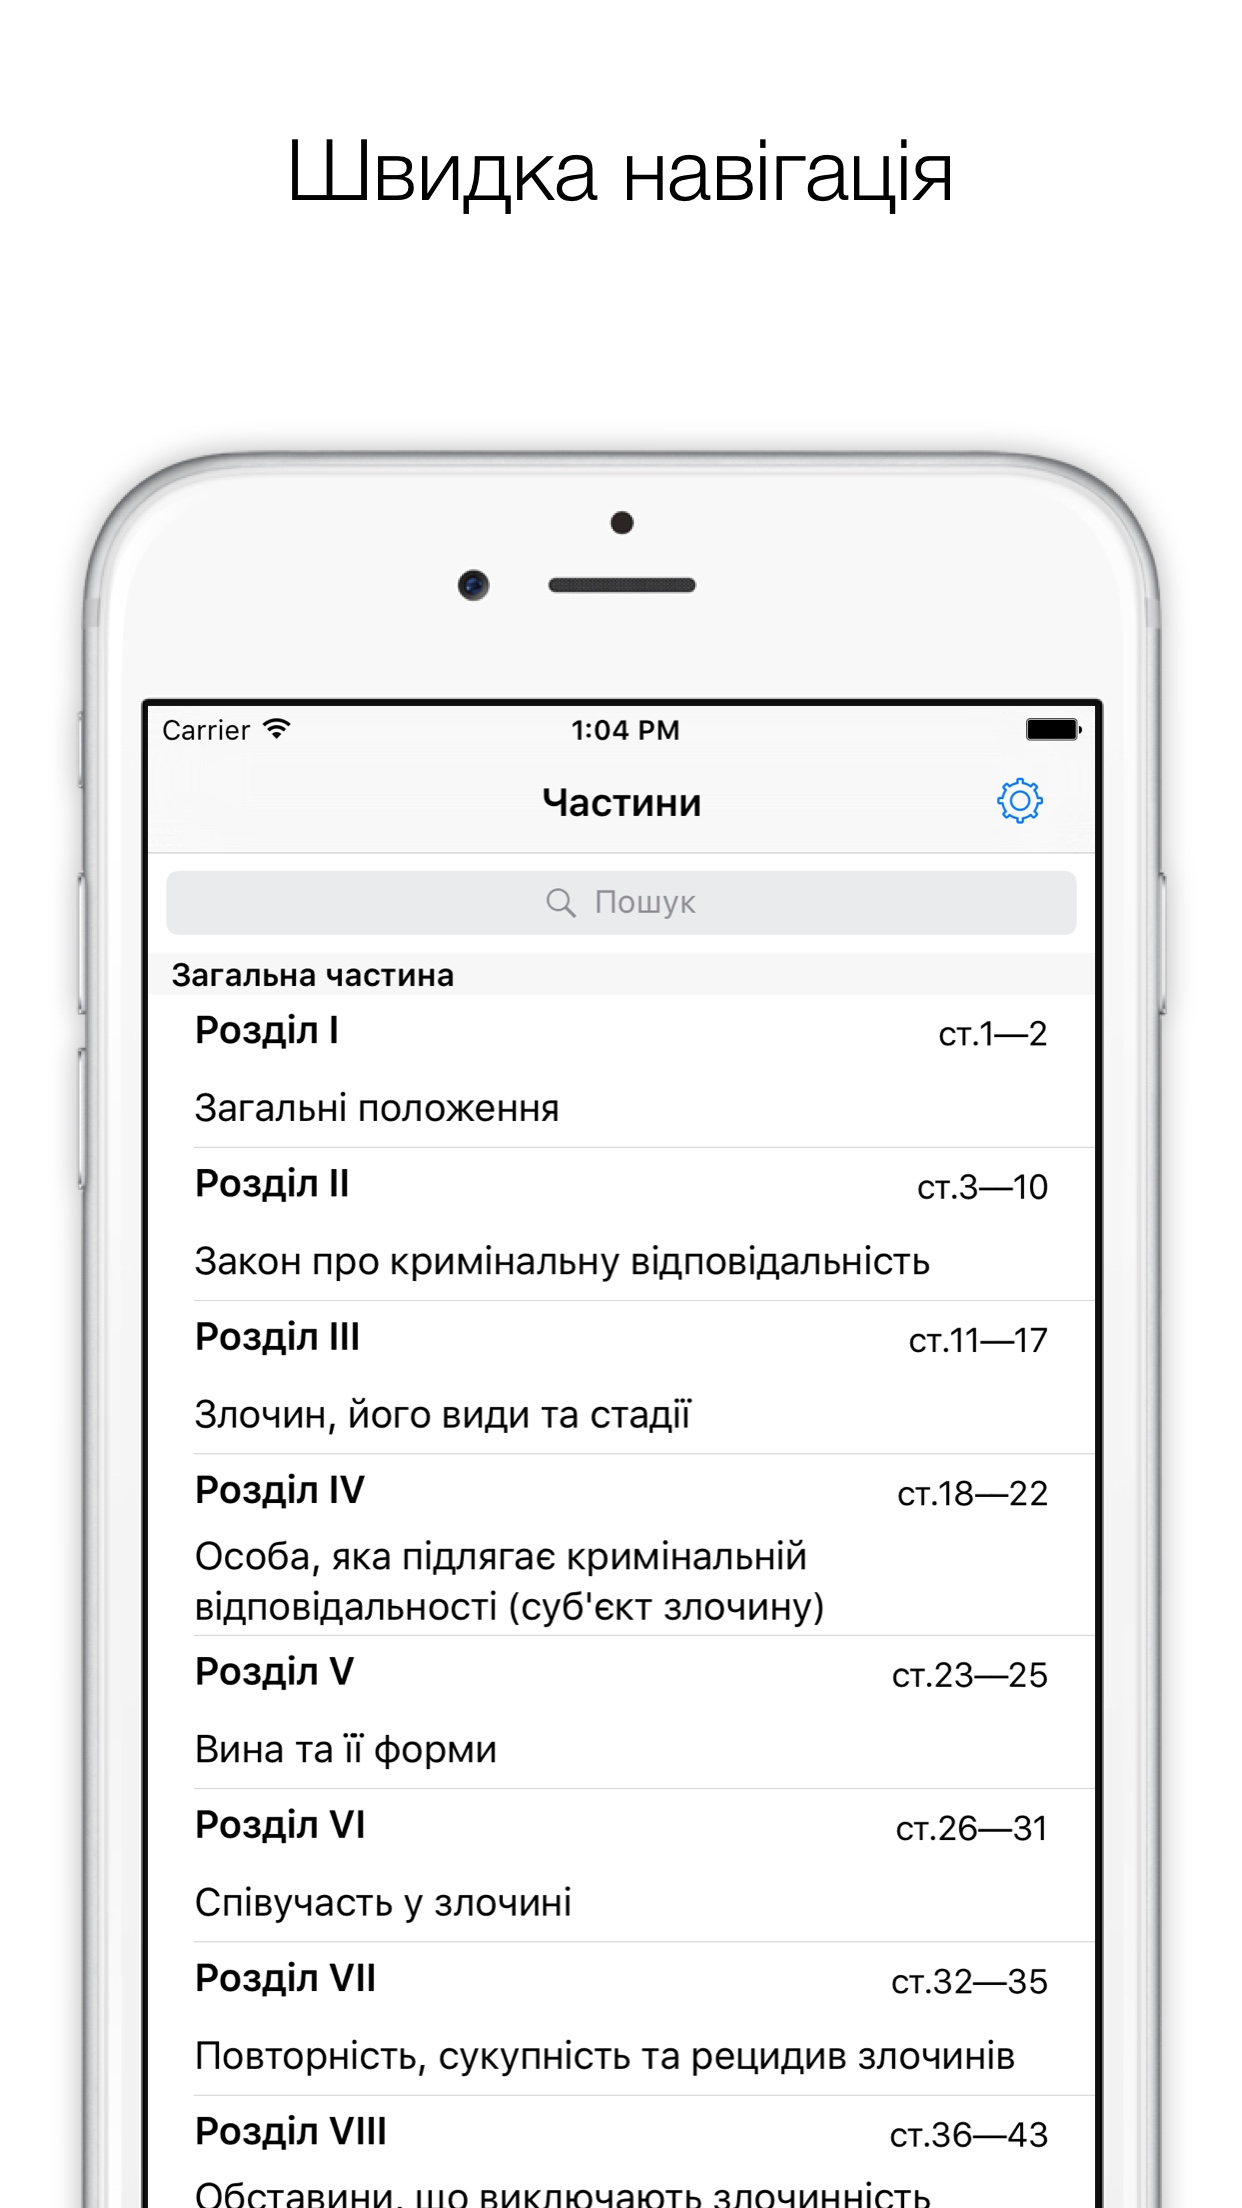 Швидка навігація
Carrier
1:04 PM
Частини
Пошук
Загальна частина
Розділ I
ст.1—2
Загальні положення
Розділ II
ст.3—10
Закон про кримінальну відповідальність
Розділ III
ст.11—17
Злочин, його види та стадії
Розділ IV
ст.18—22
Особа, яка підлягає кримінальній
відповідальності (суб'єкт злочину)
Розділ V
ст.23—25
Вина та її форми
Розділ VI
ст.26—31
Співучасть у злочині
Розділ VII
ст.32—35
Повторність, сукупність та рецидив злочинів
Розділ VIII
ст.36—43
Обставини, що виключають злочинність